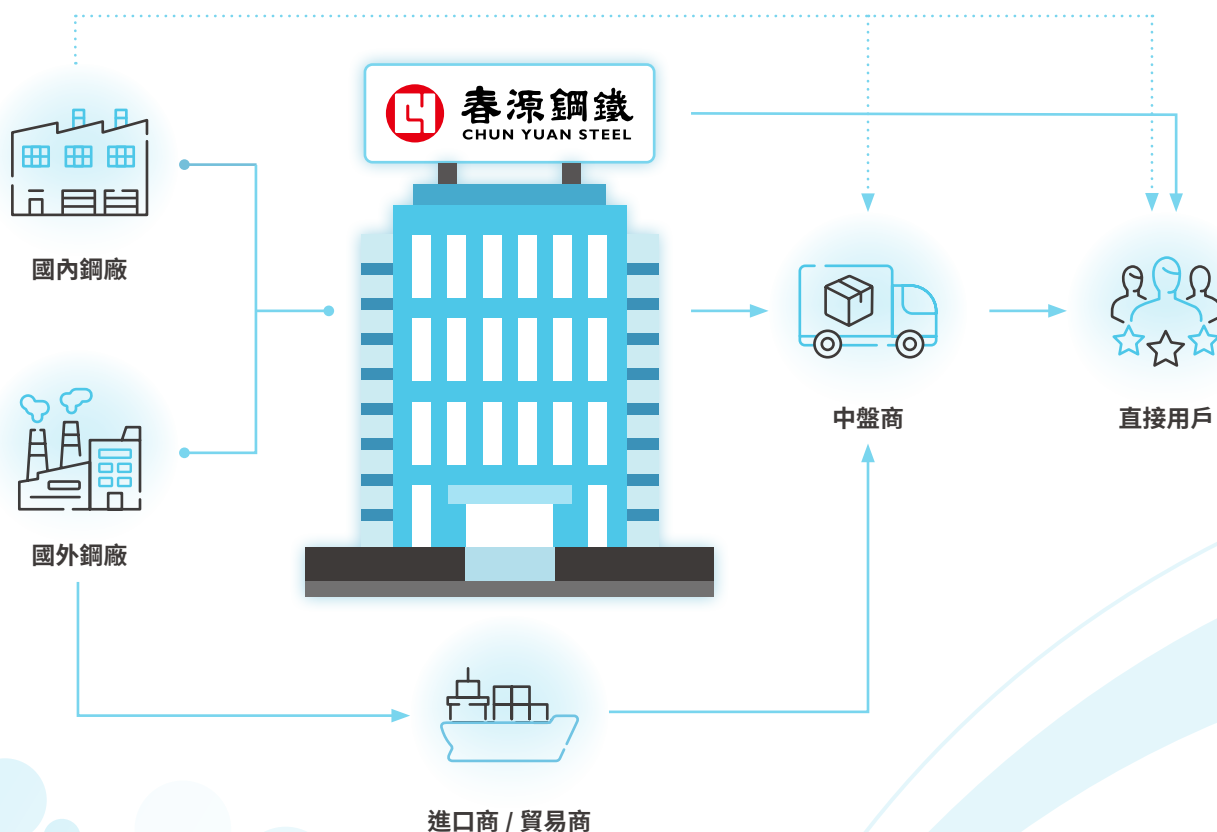 春源鋼鐵
CHUN YUAN STEEL
國內鋼廠
國外鋼廠
中盤商
直接用戶
進口商 / 貿易商